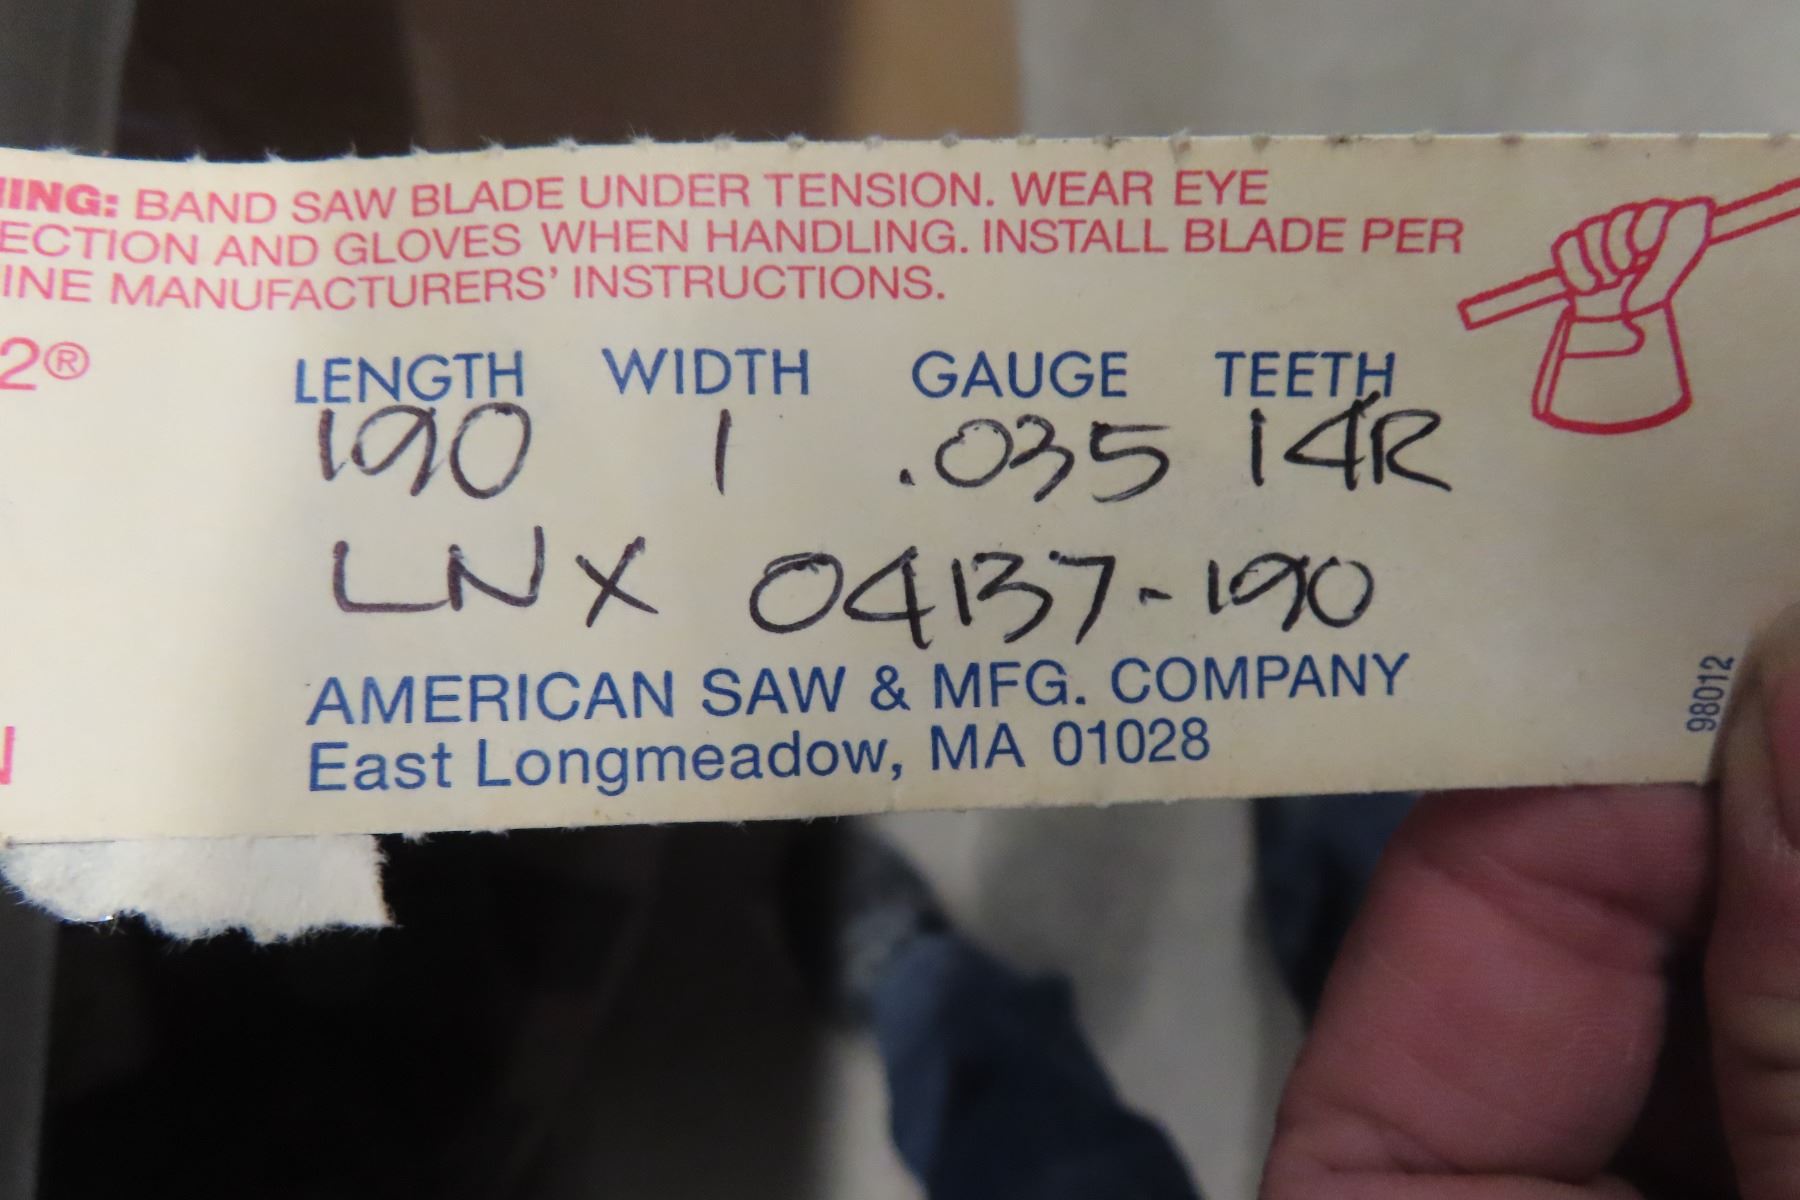 NING: BAND SAW BLADE UNDER TENSION. WEAR EYE
ECTION AND GLOVES WHEN HANDLING. INSTALL BLADE PER
INE MANUFACTURERS' INSTRUCTIONS.
2®
LENGTH WIDTH GAUGE TEETH
190 1 .035 14R
LNX 04137-190
AMERICAN SAW & MFG. COMPANY
East Longmeadow, MA 01028
98012